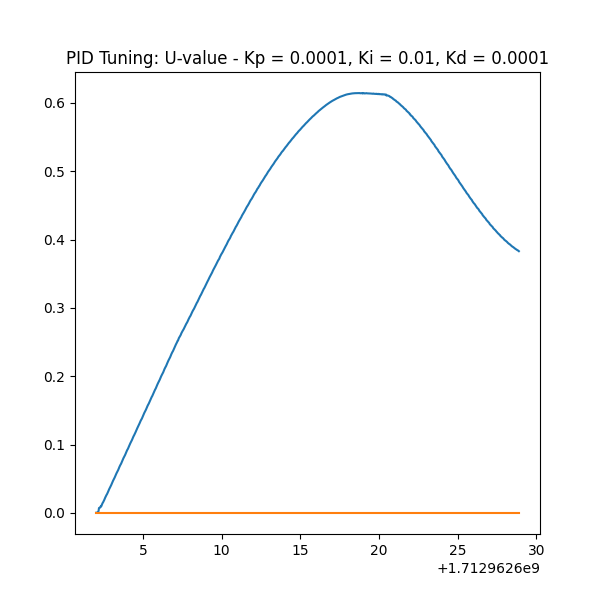 PID Tuning: U-value - Kp = 0.0001, Ki = 0.01, Kd = 0.0001
0.6
0.5
0.4
0.3
0.2
0.1
0.0
5 10 15 20 25 30
+1.7129626e9